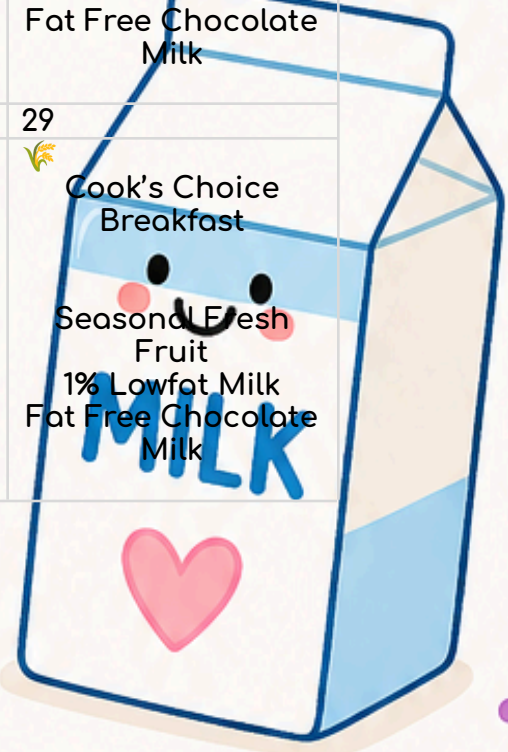 Fat Free Chocolate
Milk
29
Cook's Choice
Breakfast
Seasonal Fresh
Fruit
1% Lowfat Milk
Fat Free Chocolate
Milk
MILK